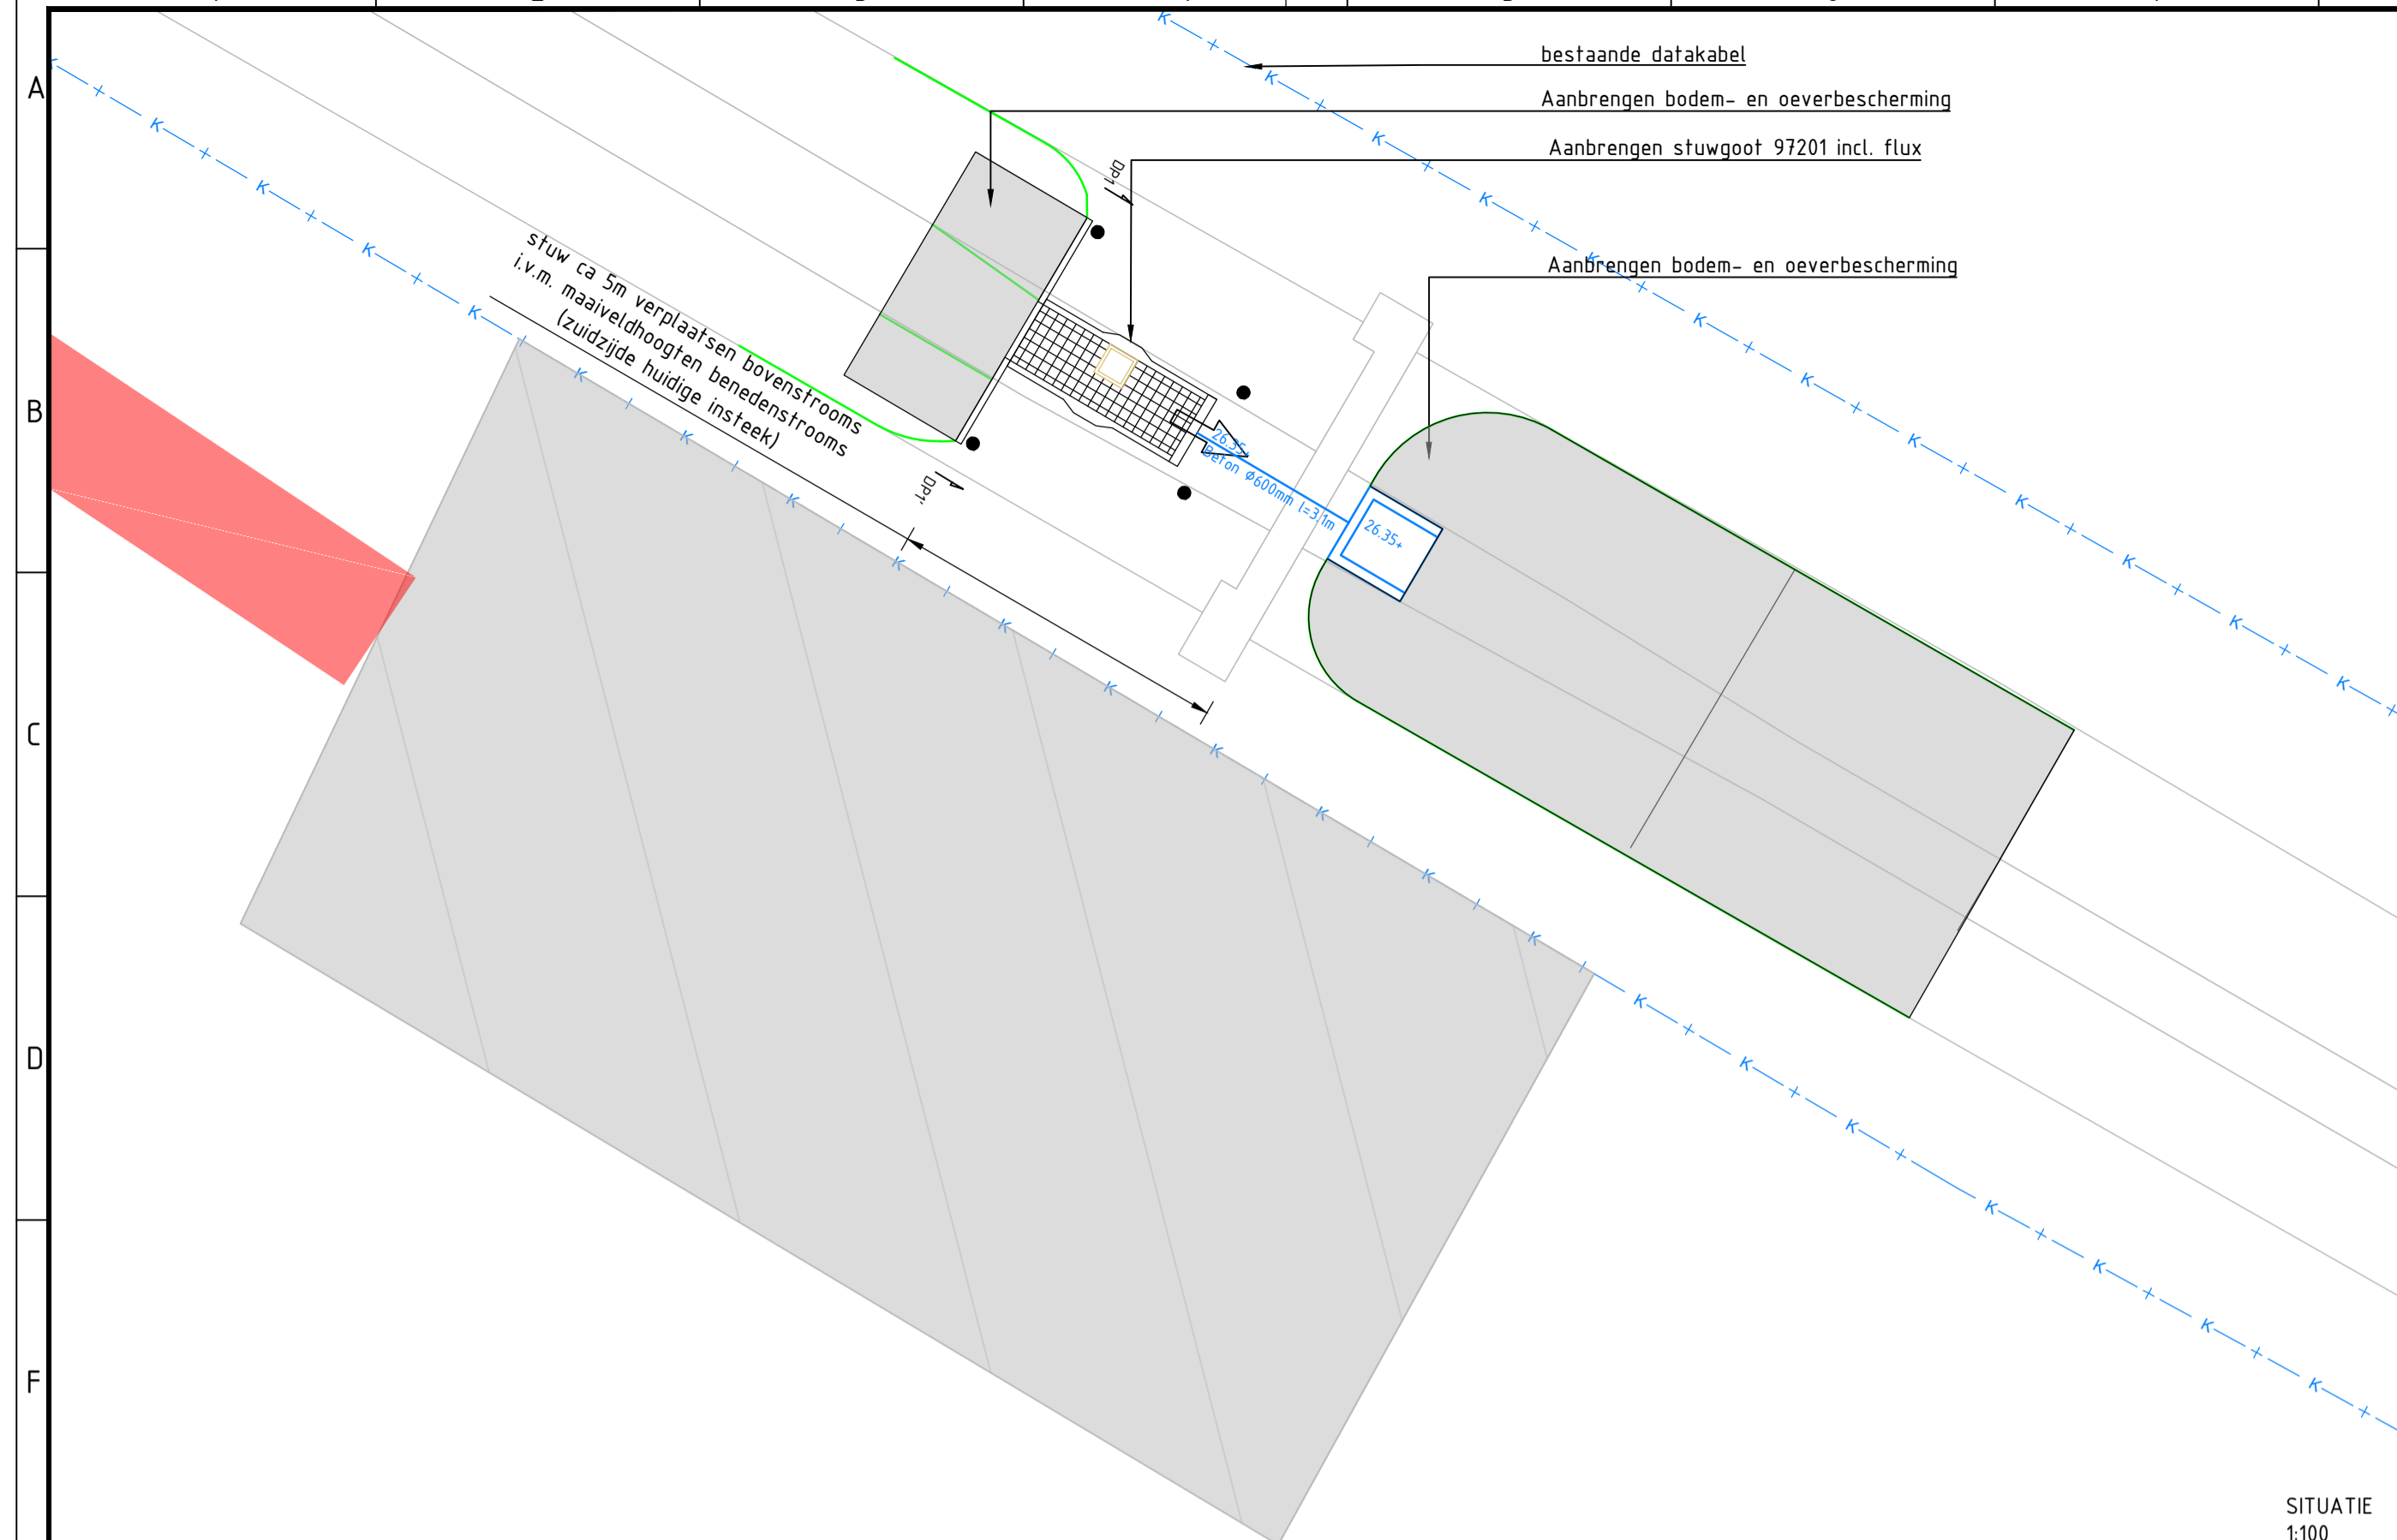 bestaande datakabel
A
Aanbrengen bodem- en oeverbescherming
Aanbrengen stuwgoot 97201 incl. flux
DP1
Aanbrengen bodem- en oeverbescherming
stuw ca 5m verplaatsen bovenstrooms
i.v.m. maaiveldhoogten benedenstrooms
(zuidzijde huidige insteek)
B
26.35+
Beton Ø600mm l=3.1m
26.35+
DP1'
C
D
F
SITUATIE
1:100
K K K K K K K K K K K K
K K K K K K K K K K K K K K K K K K K K K